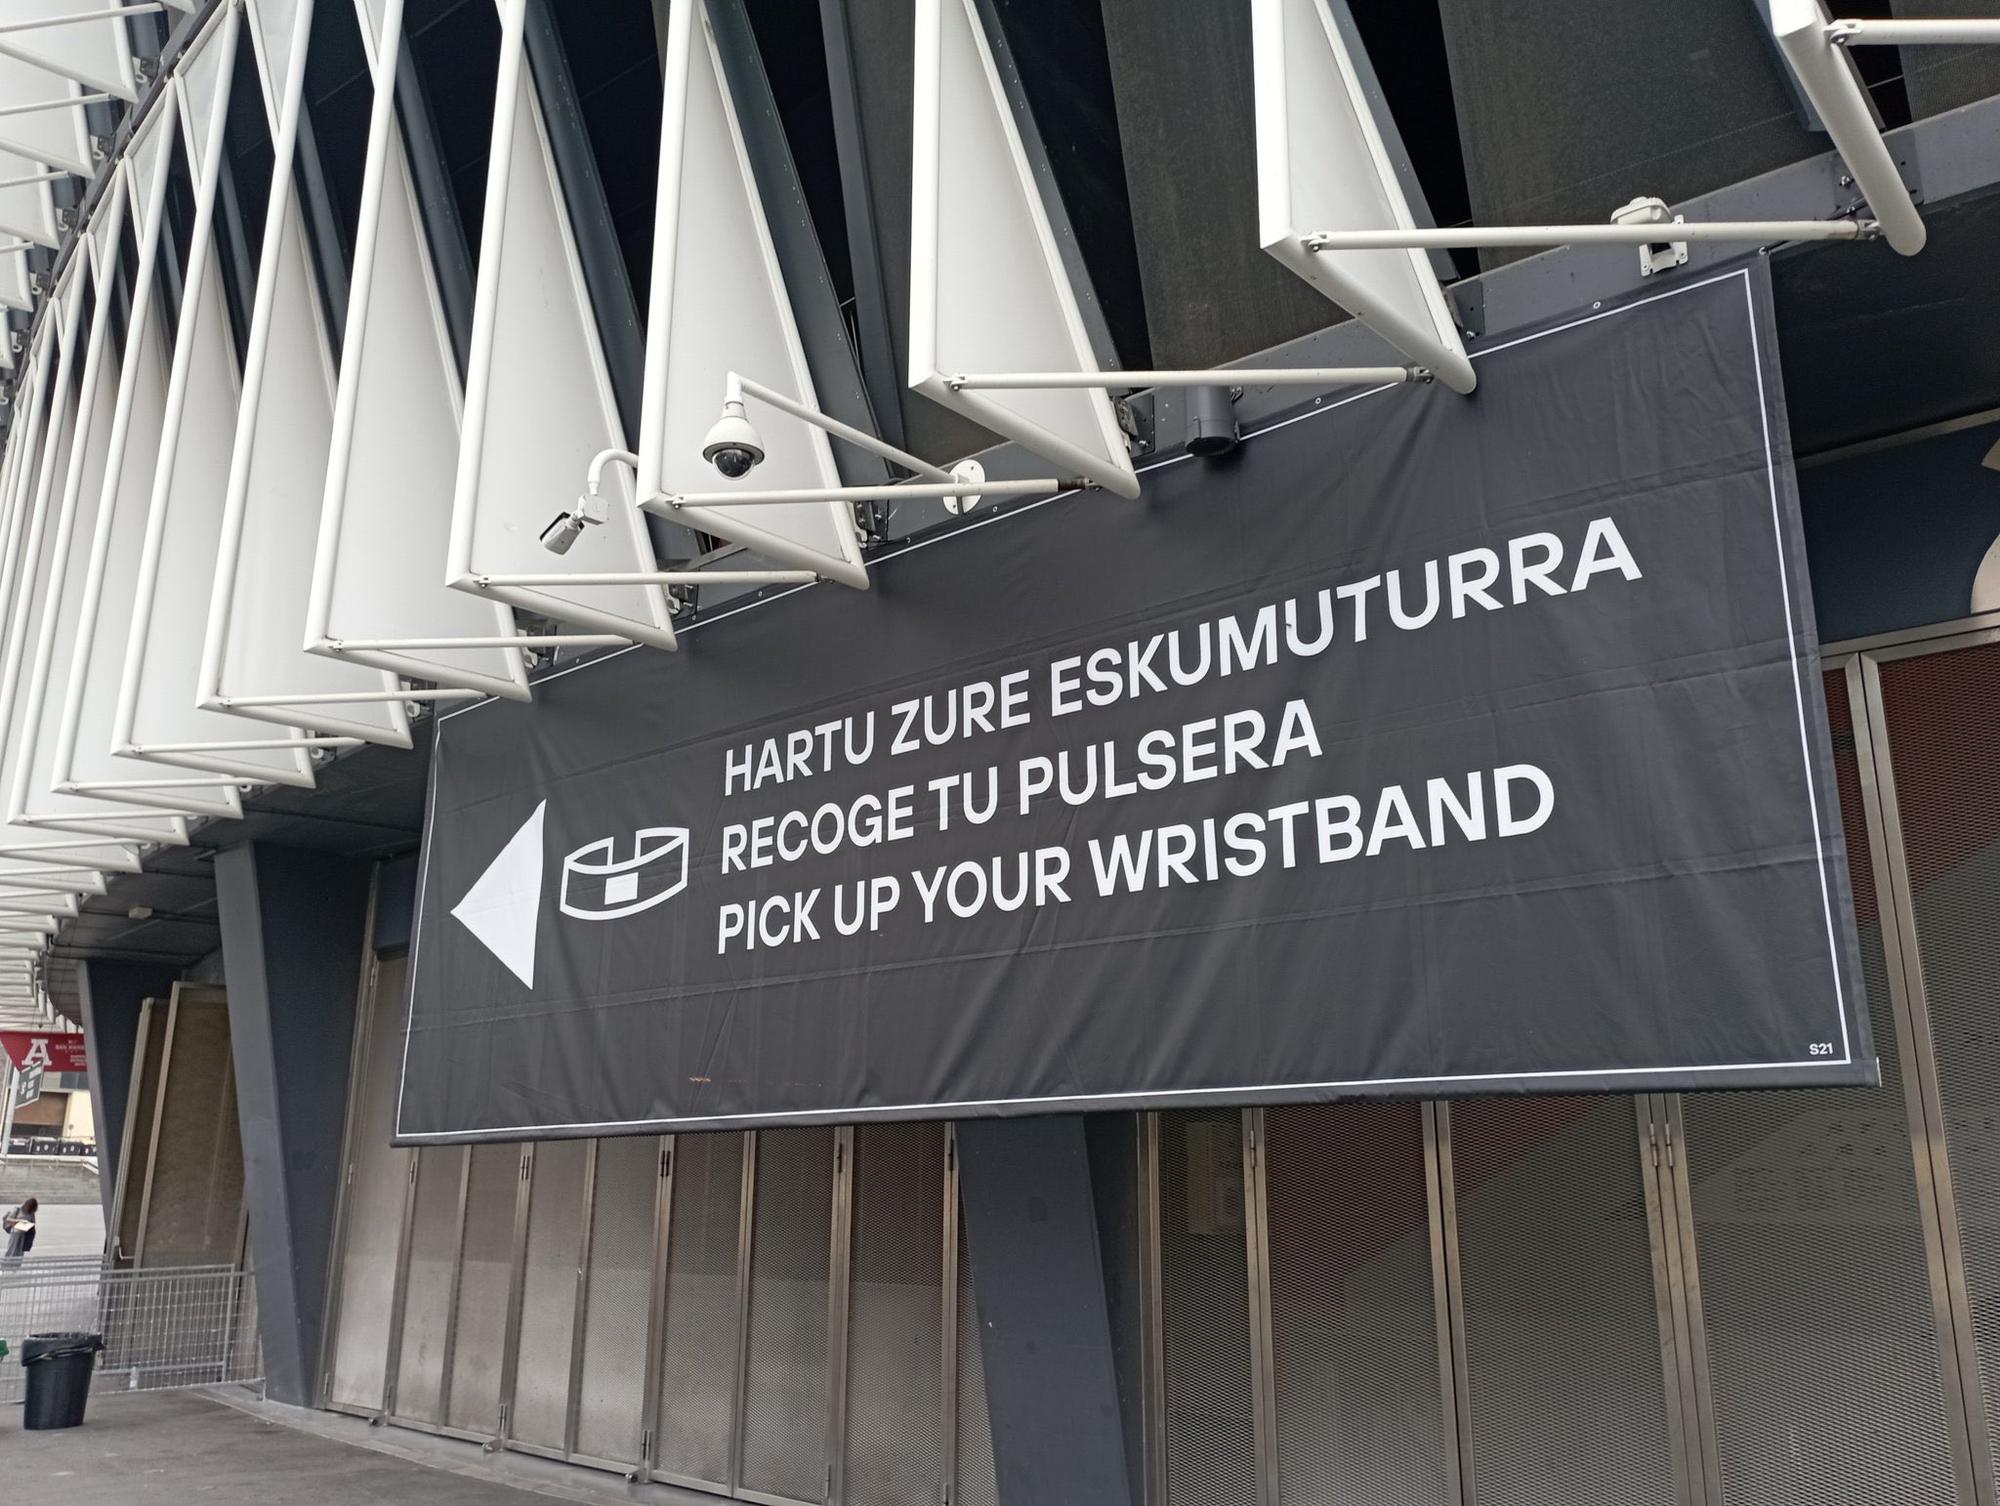 HARTU ZURE ESKUMUTURRA
RECOGE TU PULSERA
PICK UP YOUR WRISTBAND
S21
A